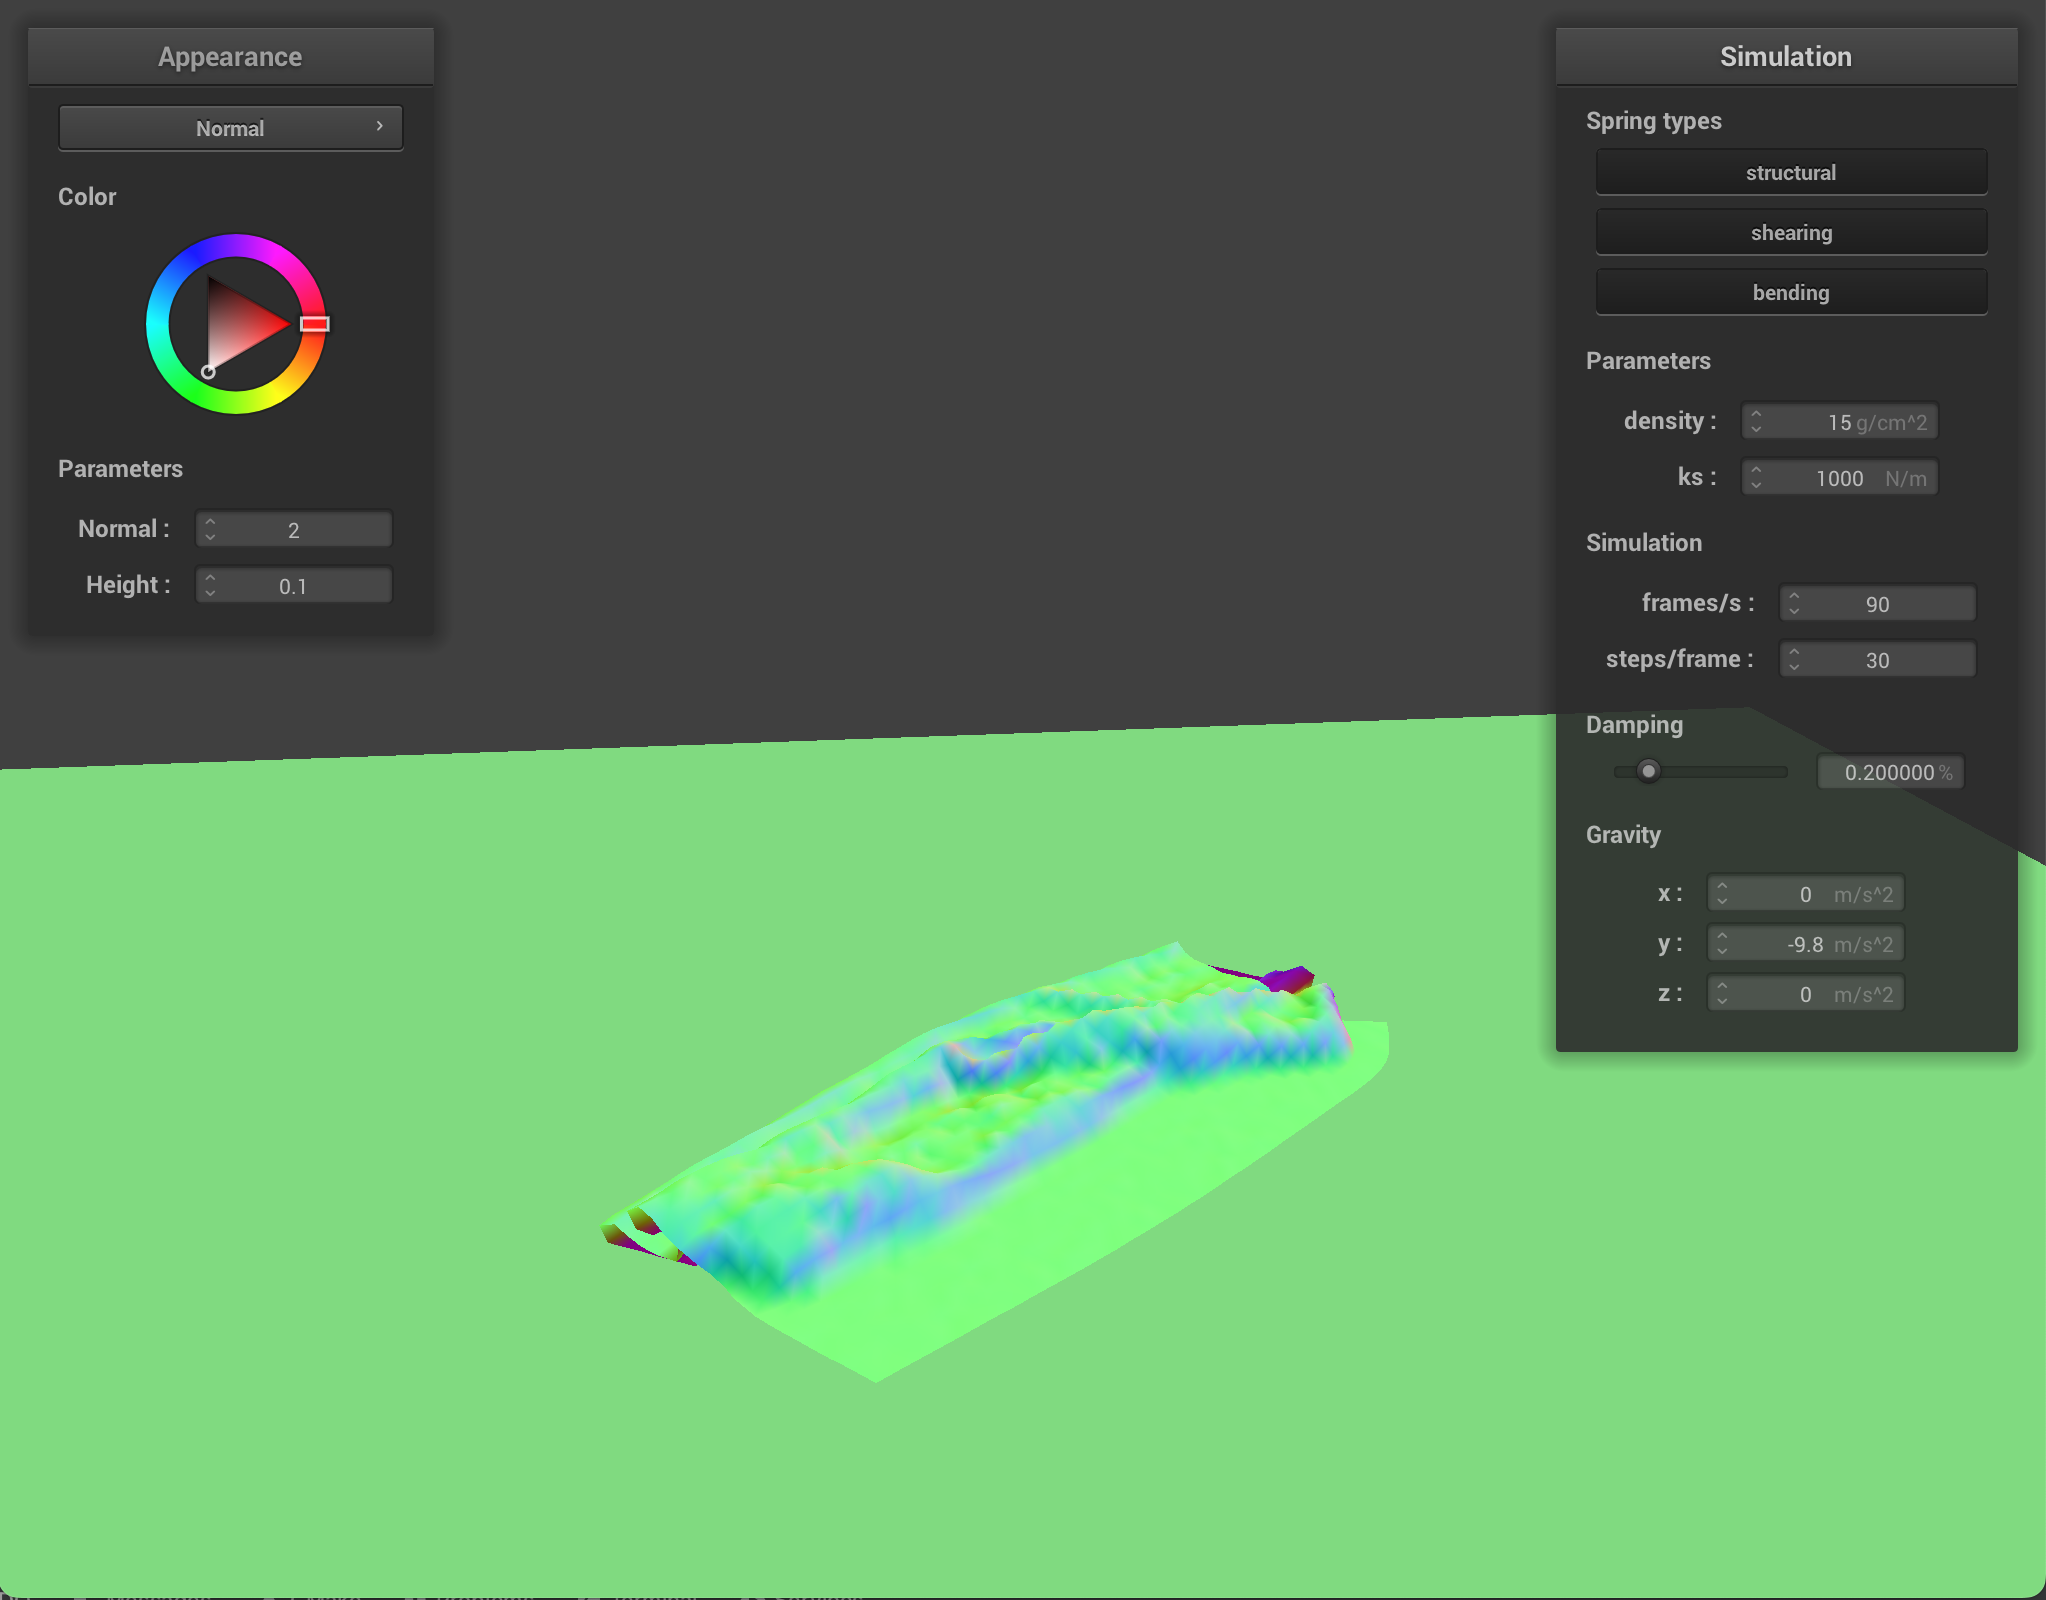 Appearance
Normal
Color
Parameters
Normal : 2
Height : 0.1
Simulation
Spring types
structural
shearing
bending
Parameters
density : 15 g/cm^2
ks : 1000 N/m
Simulation
frames/s : 90
steps/frame : 30
Damping
0.200000 %
Gravity
x : 0 m/s^2
y : -9.8 m/s^2
z : 0 m/s^2